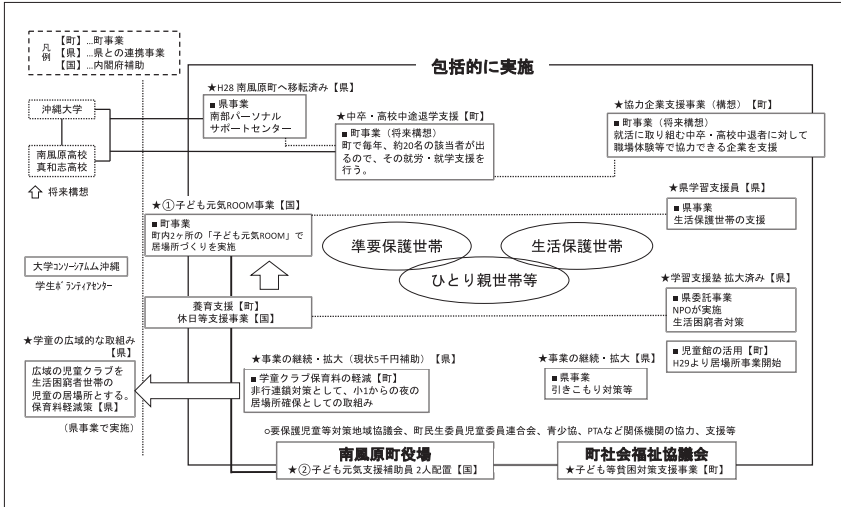 凡例
【町】…町事業
【県】…県との連携事業
【国】…内閣府補助
包括的に実施
★H28 南風原町へ移転済み【県】
■ 県事業
南部パーソナル
サポートセンター
沖縄大学
南風原高校
真和志高校
将来構想
★中卒・高校中途退学支援【町】
■ 町事業（将来構想）
町で毎年、約20名の該当者が出
るので、その就労・就学支援を
行う。
★協力企業支援事業（構想）【町】
■ 町事業（将来構想）
就活に取り組む中卒・高校中退者に対して
職場体験等で協力できる企業を支援
★①子ども元気ROOM事業【国】
■ 町事業
町内2ヶ所の「子ども元気ROOM」で
居場所づくりを実施
★県学習支援員【県】
■ 県事業
生活保護世帯の支援
準要保護世帯
生活保護世帯
ひとり親世帯等
大学コンソーシアムム沖縄
学生ボランティアセンター
養育支援【町】
休日等支援事業【国】
★学習支援塾 拡大済み【県】
■ 県委託事業
NPOが実施
生活困窮者対策
■ 児童館の活用【町】
H29より居場所事業開始
★学童の広域的な取組み
【県】
広域の児童クラブを
生活困窮者世帯の
児童の居場所とする。
保育料軽減策【県】
（県事業で実施）
★事業の継続・拡大（現状5千円補助）【県】
■ 学童クラブ保育料の軽減【町】
非行連鎖対策として、小1からの夜の
居場所確保としての取組み
★事業の継続・拡大【県】
■ 県事業
引きこもり対策等
○要保護児童等対策地域協議会、町民生委員児童委員連合会、青少協、PTAなど関係機関の協力、支援等
南風原町役場
★②子ども元気支援補助員 2人配置【国】
町社会福祉協議会
★子ども等貧困対策支援事業【町】